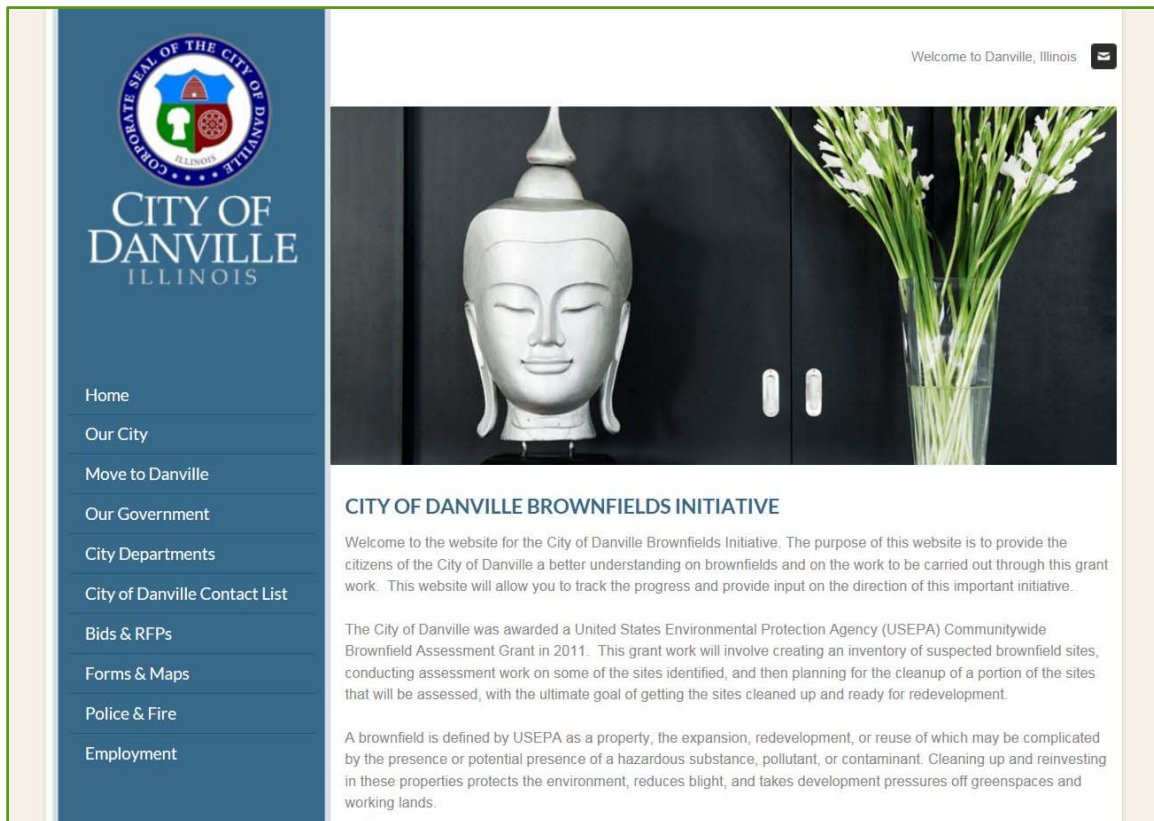 CORPORATE SEAL OF THE CITY OF DANVILLE
ILLINOIS
CITY OF
DANVILLE
ILLINOIS
Home
Our City
Move to Danville
Our Government
City Departments
City of Danville Contact List
Bids & RFPs
Forms & Maps
Police & Fire
Employment
Welcome to Danville, Illinois
CITY OF DANVILLE BROWNFIELDS INITIATIVE
Welcome to the website for the City of Danville Brownfields Initiative. The purpose of this website is to provide the
citizens of the City of Danville a better understanding on brownfields and on the work to be carried out through this grant
work. This website will allow you to track the progress and provide input on the direction of this important initiative.
The City of Danville was awarded a United States Environmental Protection Agency (USEPA) Communitywide
Brownfield Assessment Grant in 2011. This grant work will involve creating an inventory of suspected brownfield sites,
conducting assessment work on some of the sites identified, and then planning for the cleanup of a portion of the sites
that will be assessed, with the ultimate goal of getting the sites cleaned up and ready for redevelopment.
A brownfield is defined by USEPA as a property, the expansion, redevelopment, or reuse of which may be complicated
by the presence or potential presence of a hazardous substance, pollutant, or contaminant. Cleaning up and reinvesting
in these properties protects the environment, reduces blight, and takes development pressures off greenspaces and
working lands.